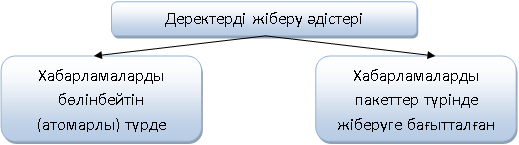 Деректерді жіберу әдістері
Хабарламаларды
бөлінбейтін
(атомарлы) түрде
Хабарламаларды
пакеттер түрінде
жіберуге бағытталған